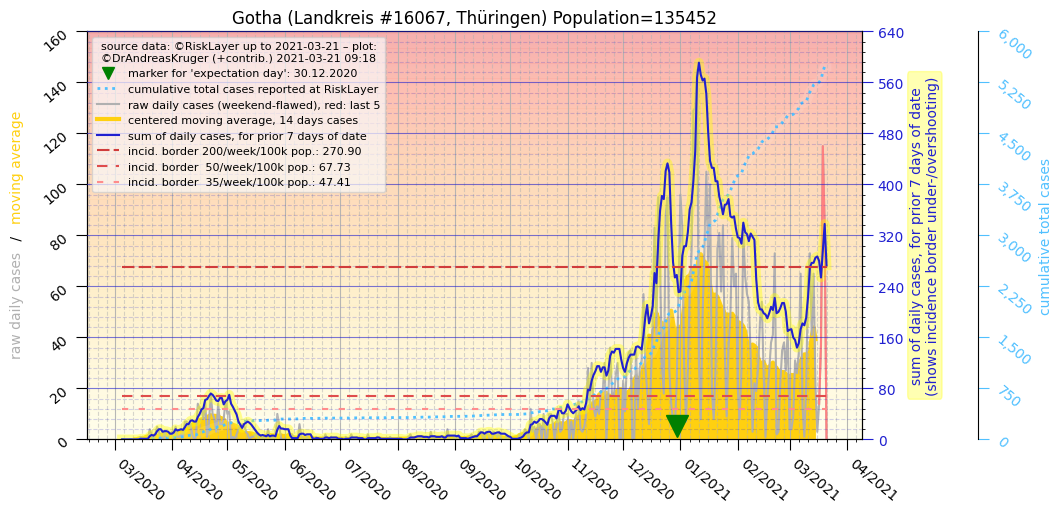 Gotha (Landkreis #16067, Thüringen) Population=135452
source data: ©RiskLayer up to 2021-03-21 – plot:
©DrAndreasKruger (+contrib.) 2021-03-21 09:18
marker for 'expectation day': 30.12.2020
cumulative total cases reported at RiskLayer
raw daily cases (weekend-flawed), red: last 5
centered moving average, 14 days cases
sum of daily cases, for prior 7 days of date
incid. border 200/week/100k pop.: 270.90
incid. border  50/week/100k pop.: 67.73
incid. border  35/week/100k pop.: 47.41
raw daily cases / moving average
160
140
120
100
80
60
40
20
0
03/2020
04/2020
05/2020
06/2020
07/2020
08/2020
09/2020
10/2020
11/2020
12/2020
01/2021
02/2021
03/2021
04/2021
640
560
480
400
320
240
160
80
0
sum of daily cases, for prior 7 days of date
(shows incidence border under-/overshooting)
6,000
5,250
4,500
3,750
3,000
2,250
1,500
750
0
cumulative total cases